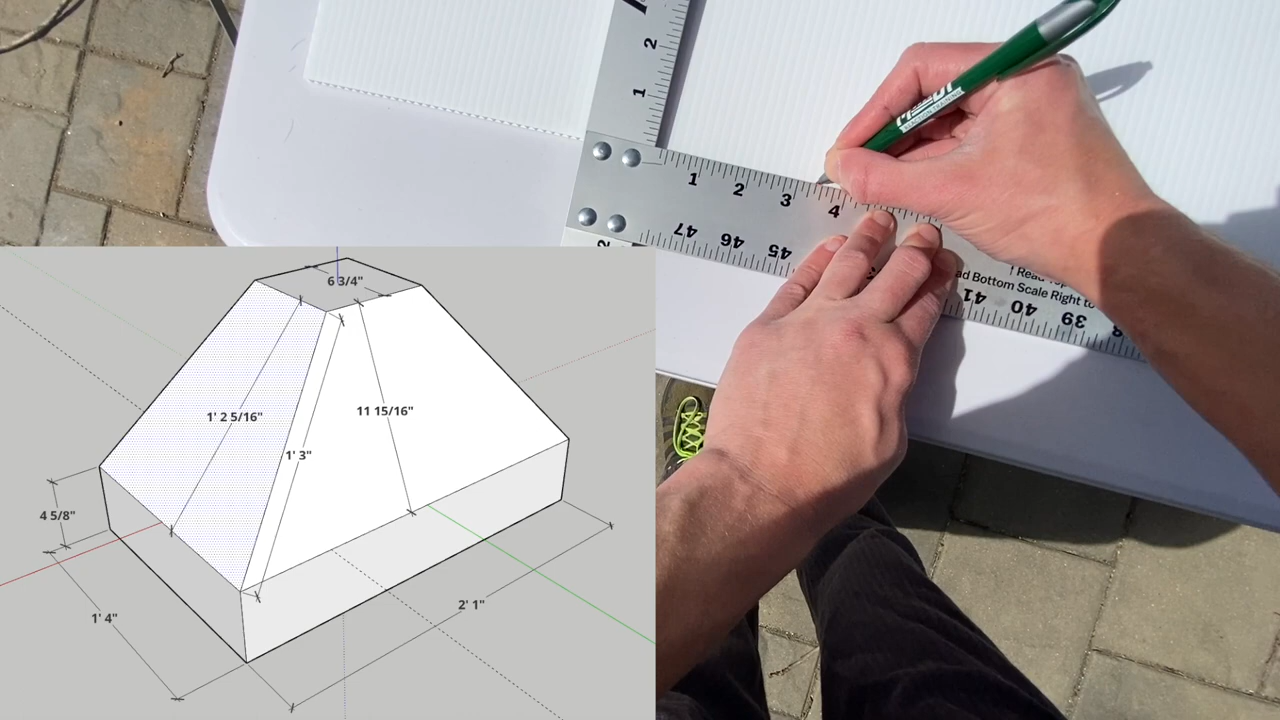 2
1
1 2 3 4
47 46 45
ad Bottom Scale Right to
41 40 39
6 3/4"
1' 2 5/16"
11 15/16"
1' 3"
4 5/8"
1' 4"
2' 1"